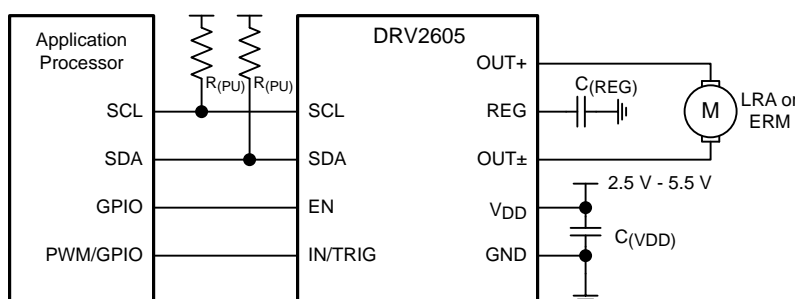 Application
Processor
DRV2605
R(PU)
R(PU)
SCL
SDA
GPIO
PWM/GPIO
SCL
SDA
EN
IN/TRIG
OUT+
REG
OUT±
VDD
GND
C(REG)
M
LRA or
ERM
2.5 V - 5.5 V
C(VDD)